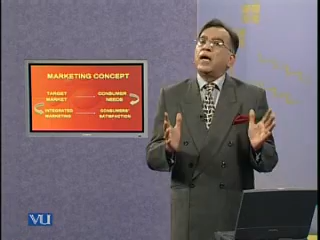 MARKETING CONCEPT
TARGET MARKET
CONSUMER NEEDS
INTEGRATED MARKETING
CONSUMERS' SATISFACTION
VU